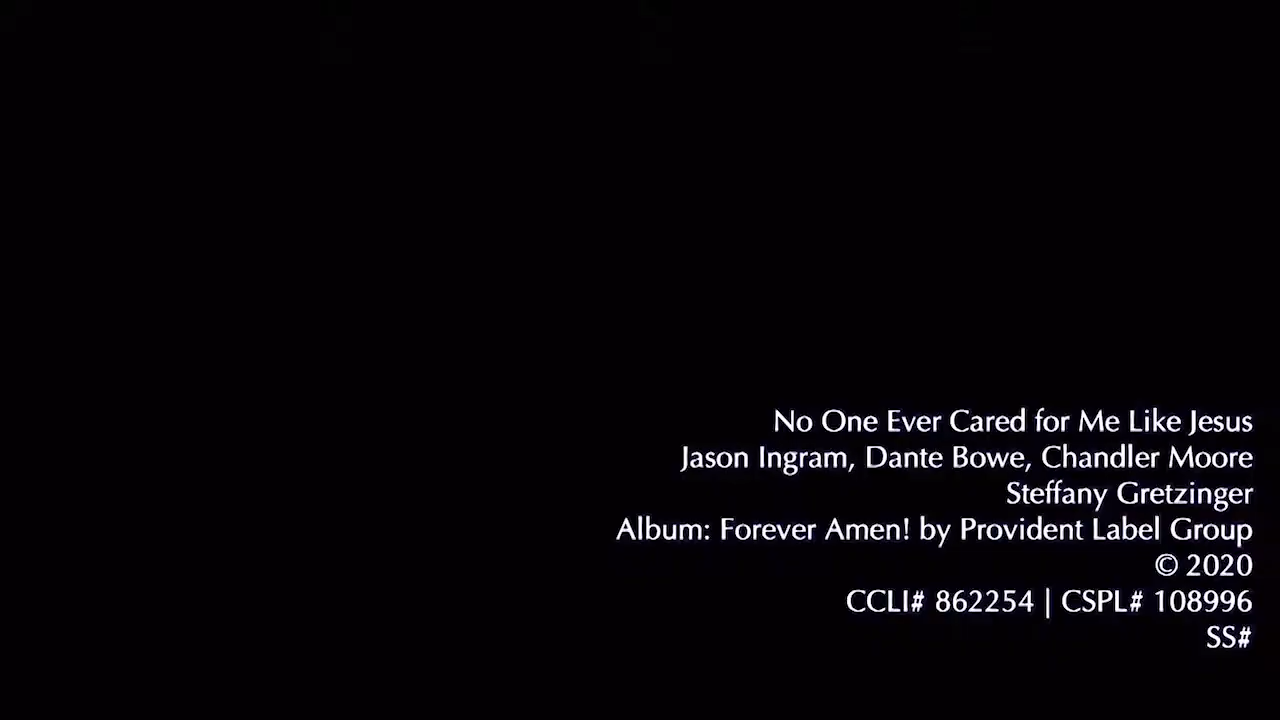 No One Ever Cared for Me Like Jesus
Jason Ingram, Dante Bowe, Chandler Moore
Steffany Gretzinger
Album: Forever Amen! by Provident Label Group
© 2020
CCLI# 862254 | CSPL# 108996
SS#